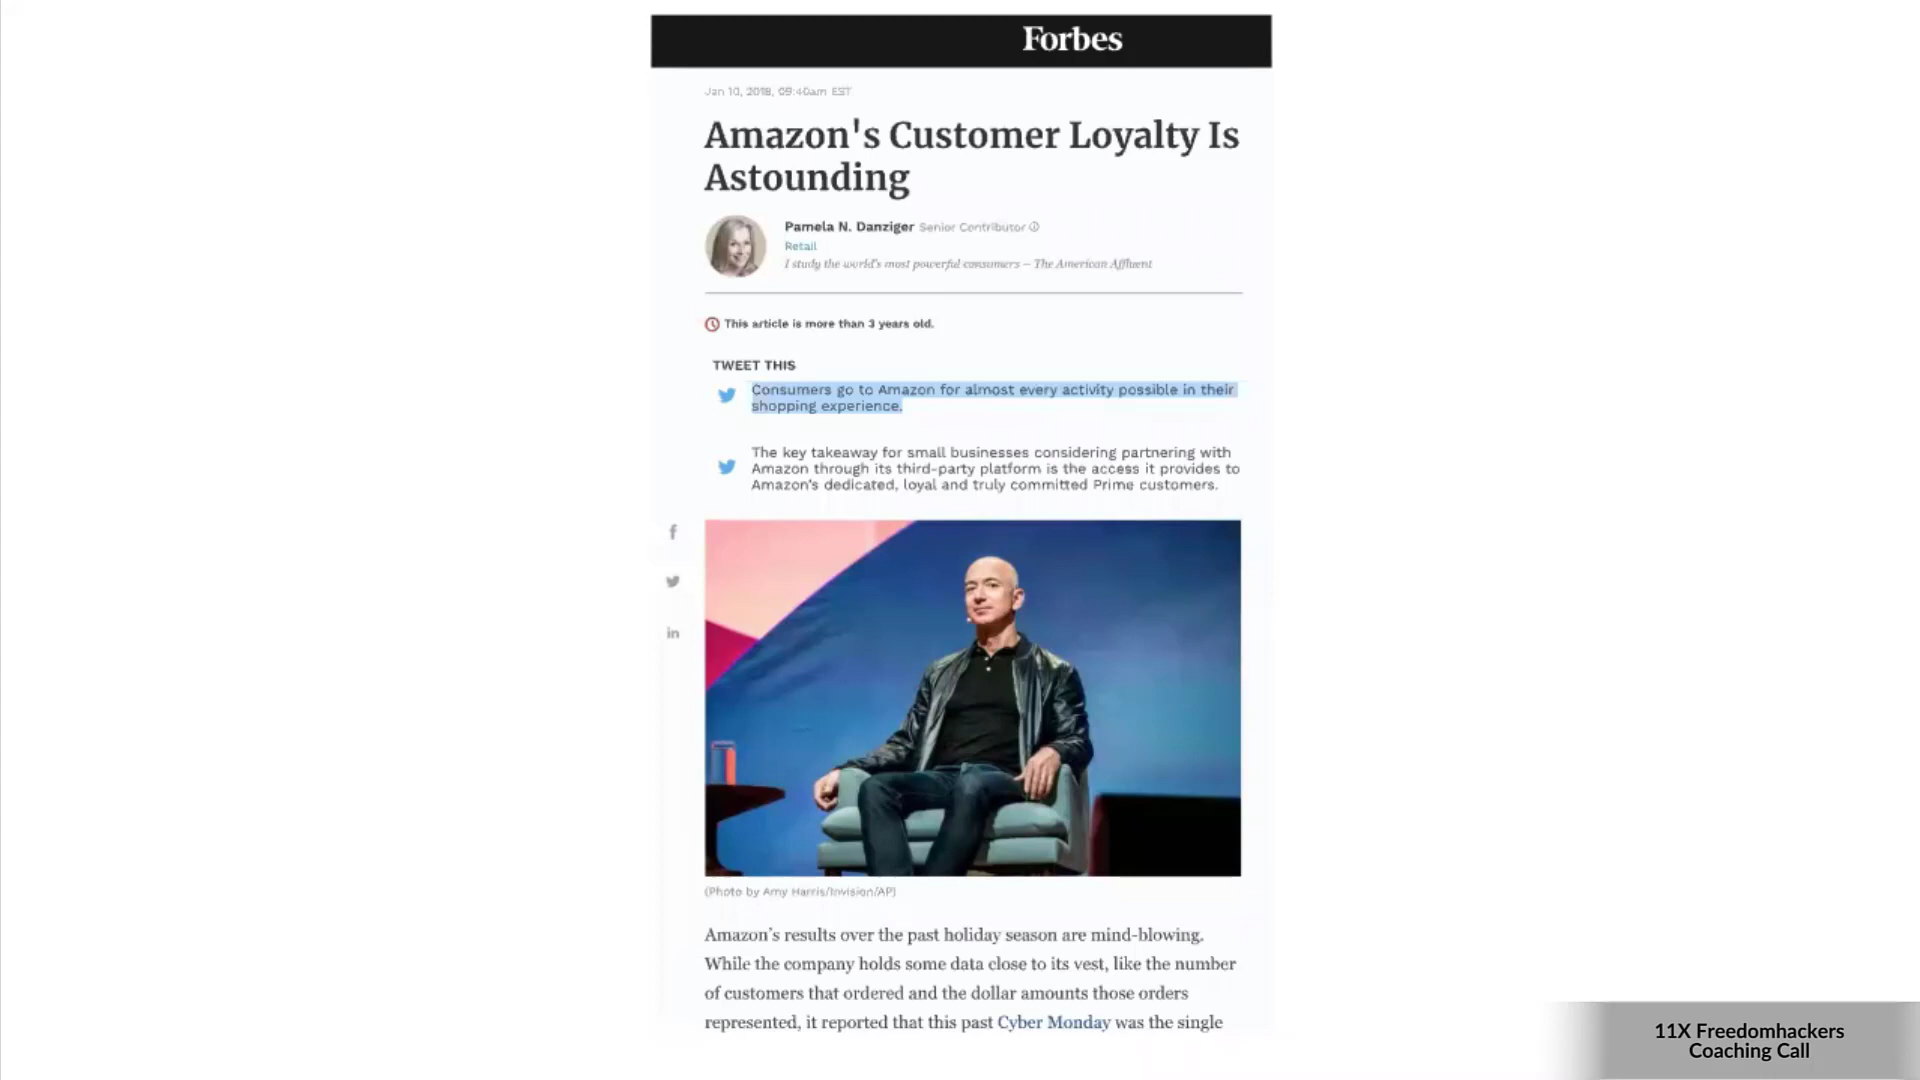 Forbes
Jan 10, 2018, 09:40am EST
Amazon's Customer Loyalty Is
Astounding
Pamela N. Danziger Senior Contributor
Retail
I study the world's most powerful consumers – The American Affluent
This article is more than 3 years old.
TWEET THIS
Consumers go to Amazon for almost every activity possible in their
shopping experience.
The key takeaway for small businesses considering partnering with
Amazon through its third-party platform is the access it provides to
Amazon's dedicated, loyal and truly committed Prime customers.
f
in
(Photo by Amy Harris/Invision/AP)
Amazon's results over the past holiday season are mind-blowing.
While the company holds some data close to its vest, like the number
of customers that ordered and the dollar amounts those orders
represented, it reported that this past Cyber Monday was the single
11X Freedomhackers
Coaching Call